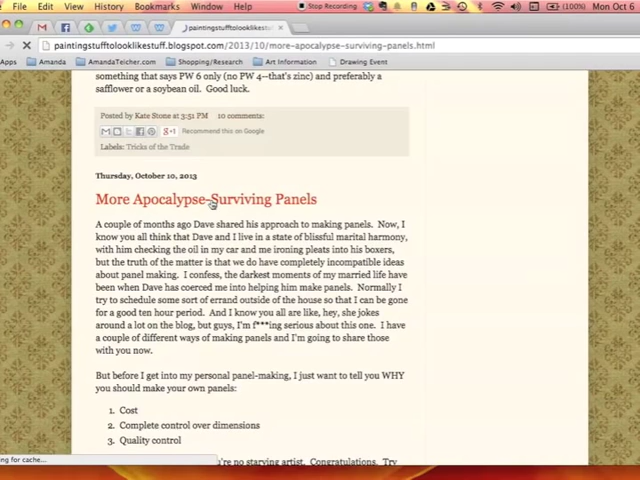 File Edit View History Bookmarks Window Help Stop Recording (100%) Mon Oct 6
paintingstufftolooklikestuff.blogspot.com/2013/10/more-apocalypse-surviving-panels.html
Apps Amanda AmandaTeicher.com Shopping/Research Art Information Drawing Event
something that says PW 6 only (no PW 4--that's zinc) and preferably a
safflower or a soybean oil. Good luck.
Posted by Kate Stone at 3:51 PM 10 comments:
g+1 Recommend this on Google
Labels: Tricks of the Trade
Thursday, October 10, 2013
More Apocalypse-Surviving Panels
A couple of months ago Dave shared his approach to making panels. Now, I
know you all think that Dave and I live in a state of blissful marital harmony,
with him checking the oil in my car and me ironing pleats into his boxers,
but the truth of the matter is that we do have completely incompatible ideas
about panel making. I confess, the darkest moments of my married life have
been when Dave has coerced me into helping him make panels. Normally I
try to schedule some sort of errand outside of the house so that I can be gone
for a good ten hour period. And I know you all are like, hey, she jokes
around a lot on the blog, but guys, I'm f***ing serious about this one. I have
a couple of different ways of making panels and I'm going to share those
with you now.
But before I get into my personal panel-making, I just want to tell you WHY
you should make your own panels:
1. Cost
2. Complete control over dimensions
3. Quality control
ng for cache... 're no starving artist. Congratulations. Try